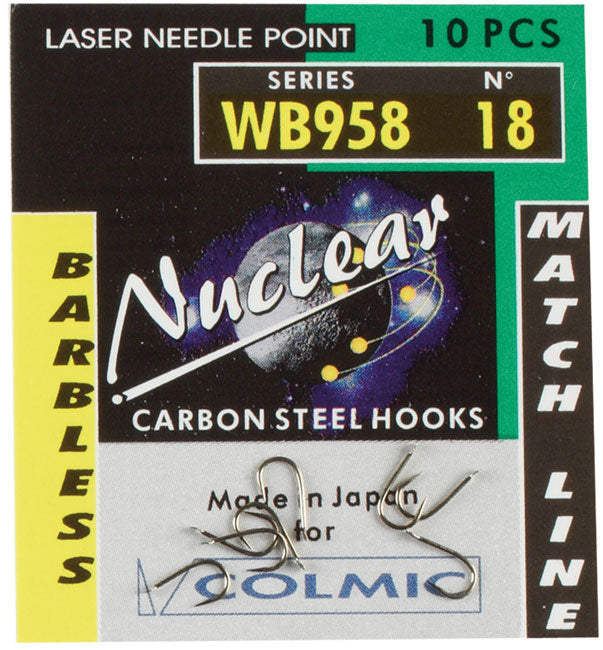 LASER NEEDLE POINT
10 PCS
SERIES N°
WB958 18
BARBLESS
Nuclear
MATCH LINE
CARBON STEEL HOOKS
Made in Japan
for
COLMIC